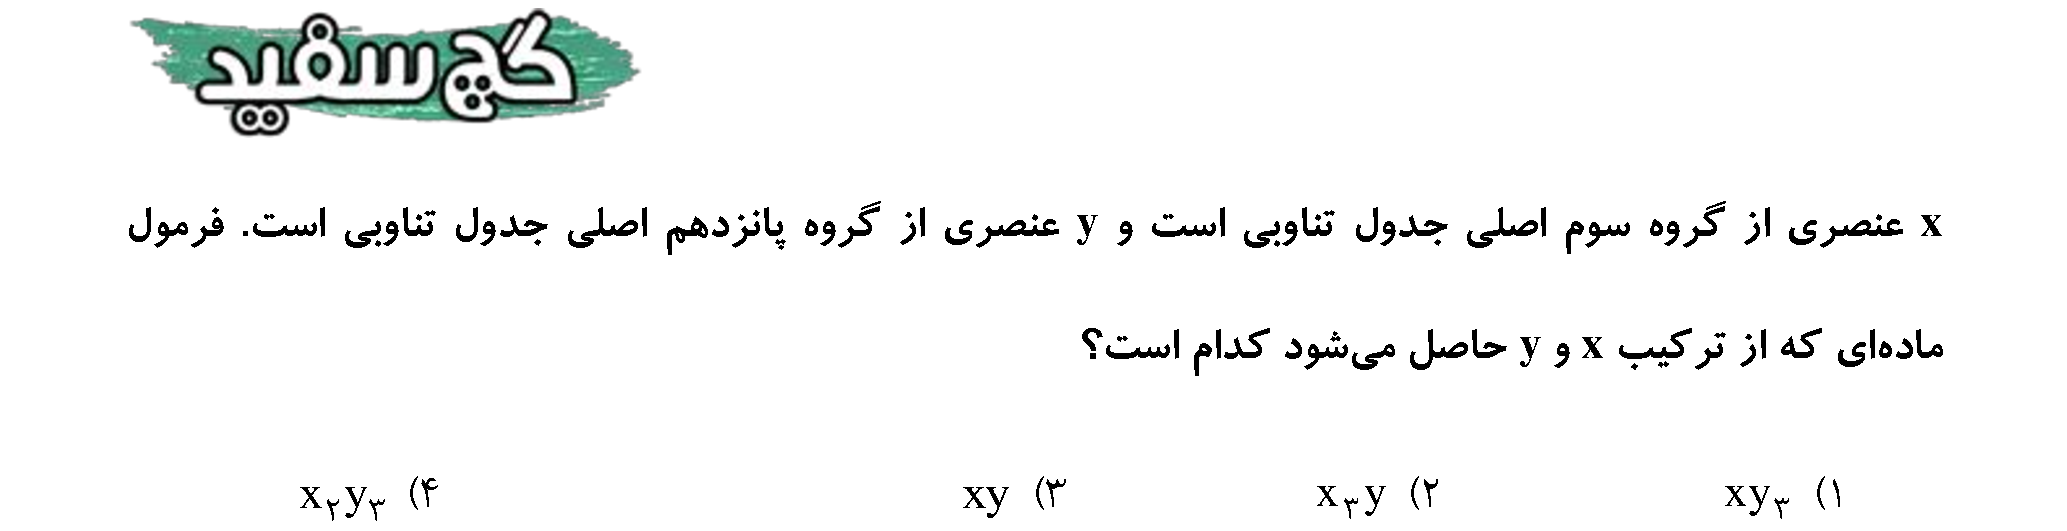 گچ سفید
x عنصری از گروه سوم اصلی جدول تناوبی است و y عنصری از گروه پانزدهم اصلی جدول تناوبی است. فرمول
ماده‌ای که از ترکیب x و y حاصل می‌شود کدام است؟
۱) xy۳ ۲) x۳y ۳) xy ۴) x۲y۳